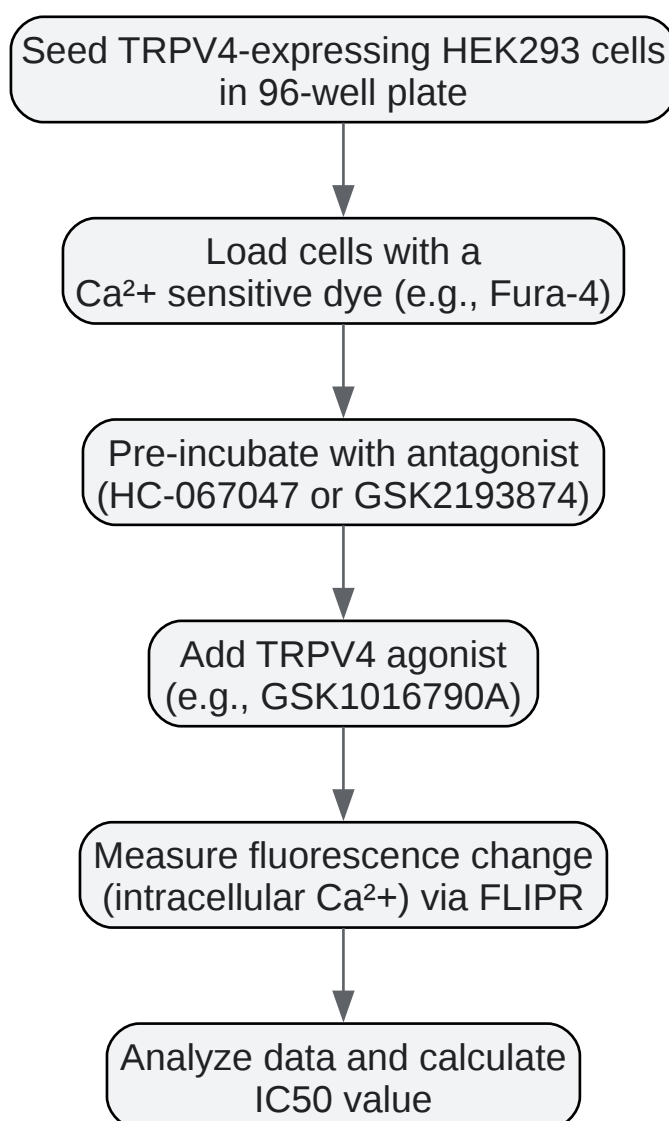 Seed TRPV4-expressing HEK293 cells
in 96-well plate
Load cells with a
Ca²+ sensitive dye (e.g., Fura-4)
Pre-incubate with antagonist
(HC-067047 or GSK2193874)
Add TRPV4 agonist
(e.g., GSK1016790A)
Measure fluorescence change
(intracellular Ca²+) via FLIPR
Analyze data and calculate
IC50 value